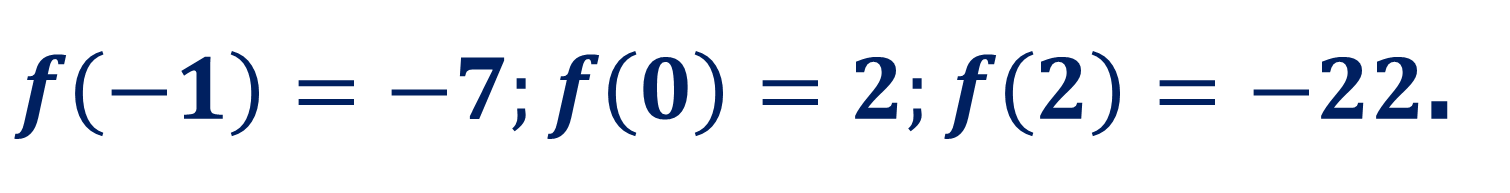 f(−1) = −7; f(0) = 2; f(2) = −22.